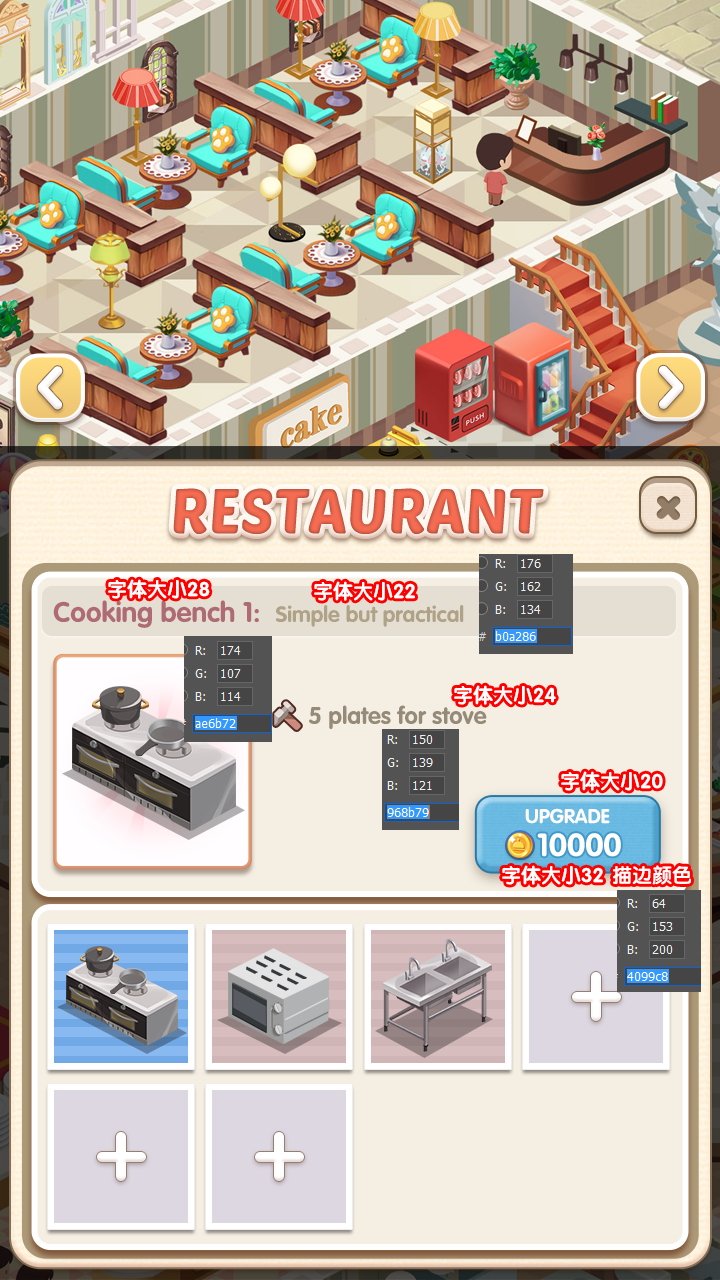 PUSH
cake
RESTAURANT
字体大小28
字体大小22
Cooking bench 1:
Simple but practical
R: 176
G: 162
B: 134
# b0a286
R: 174
G: 107
B: 114
# ae6b72
字体大小24
5 plates for stove
R: 150
G: 139
B: 121
968b79
字体大小20
UPGRADE
10000
字体大小32 描边颜色
R: 64
G: 153
B: 200
4099c8